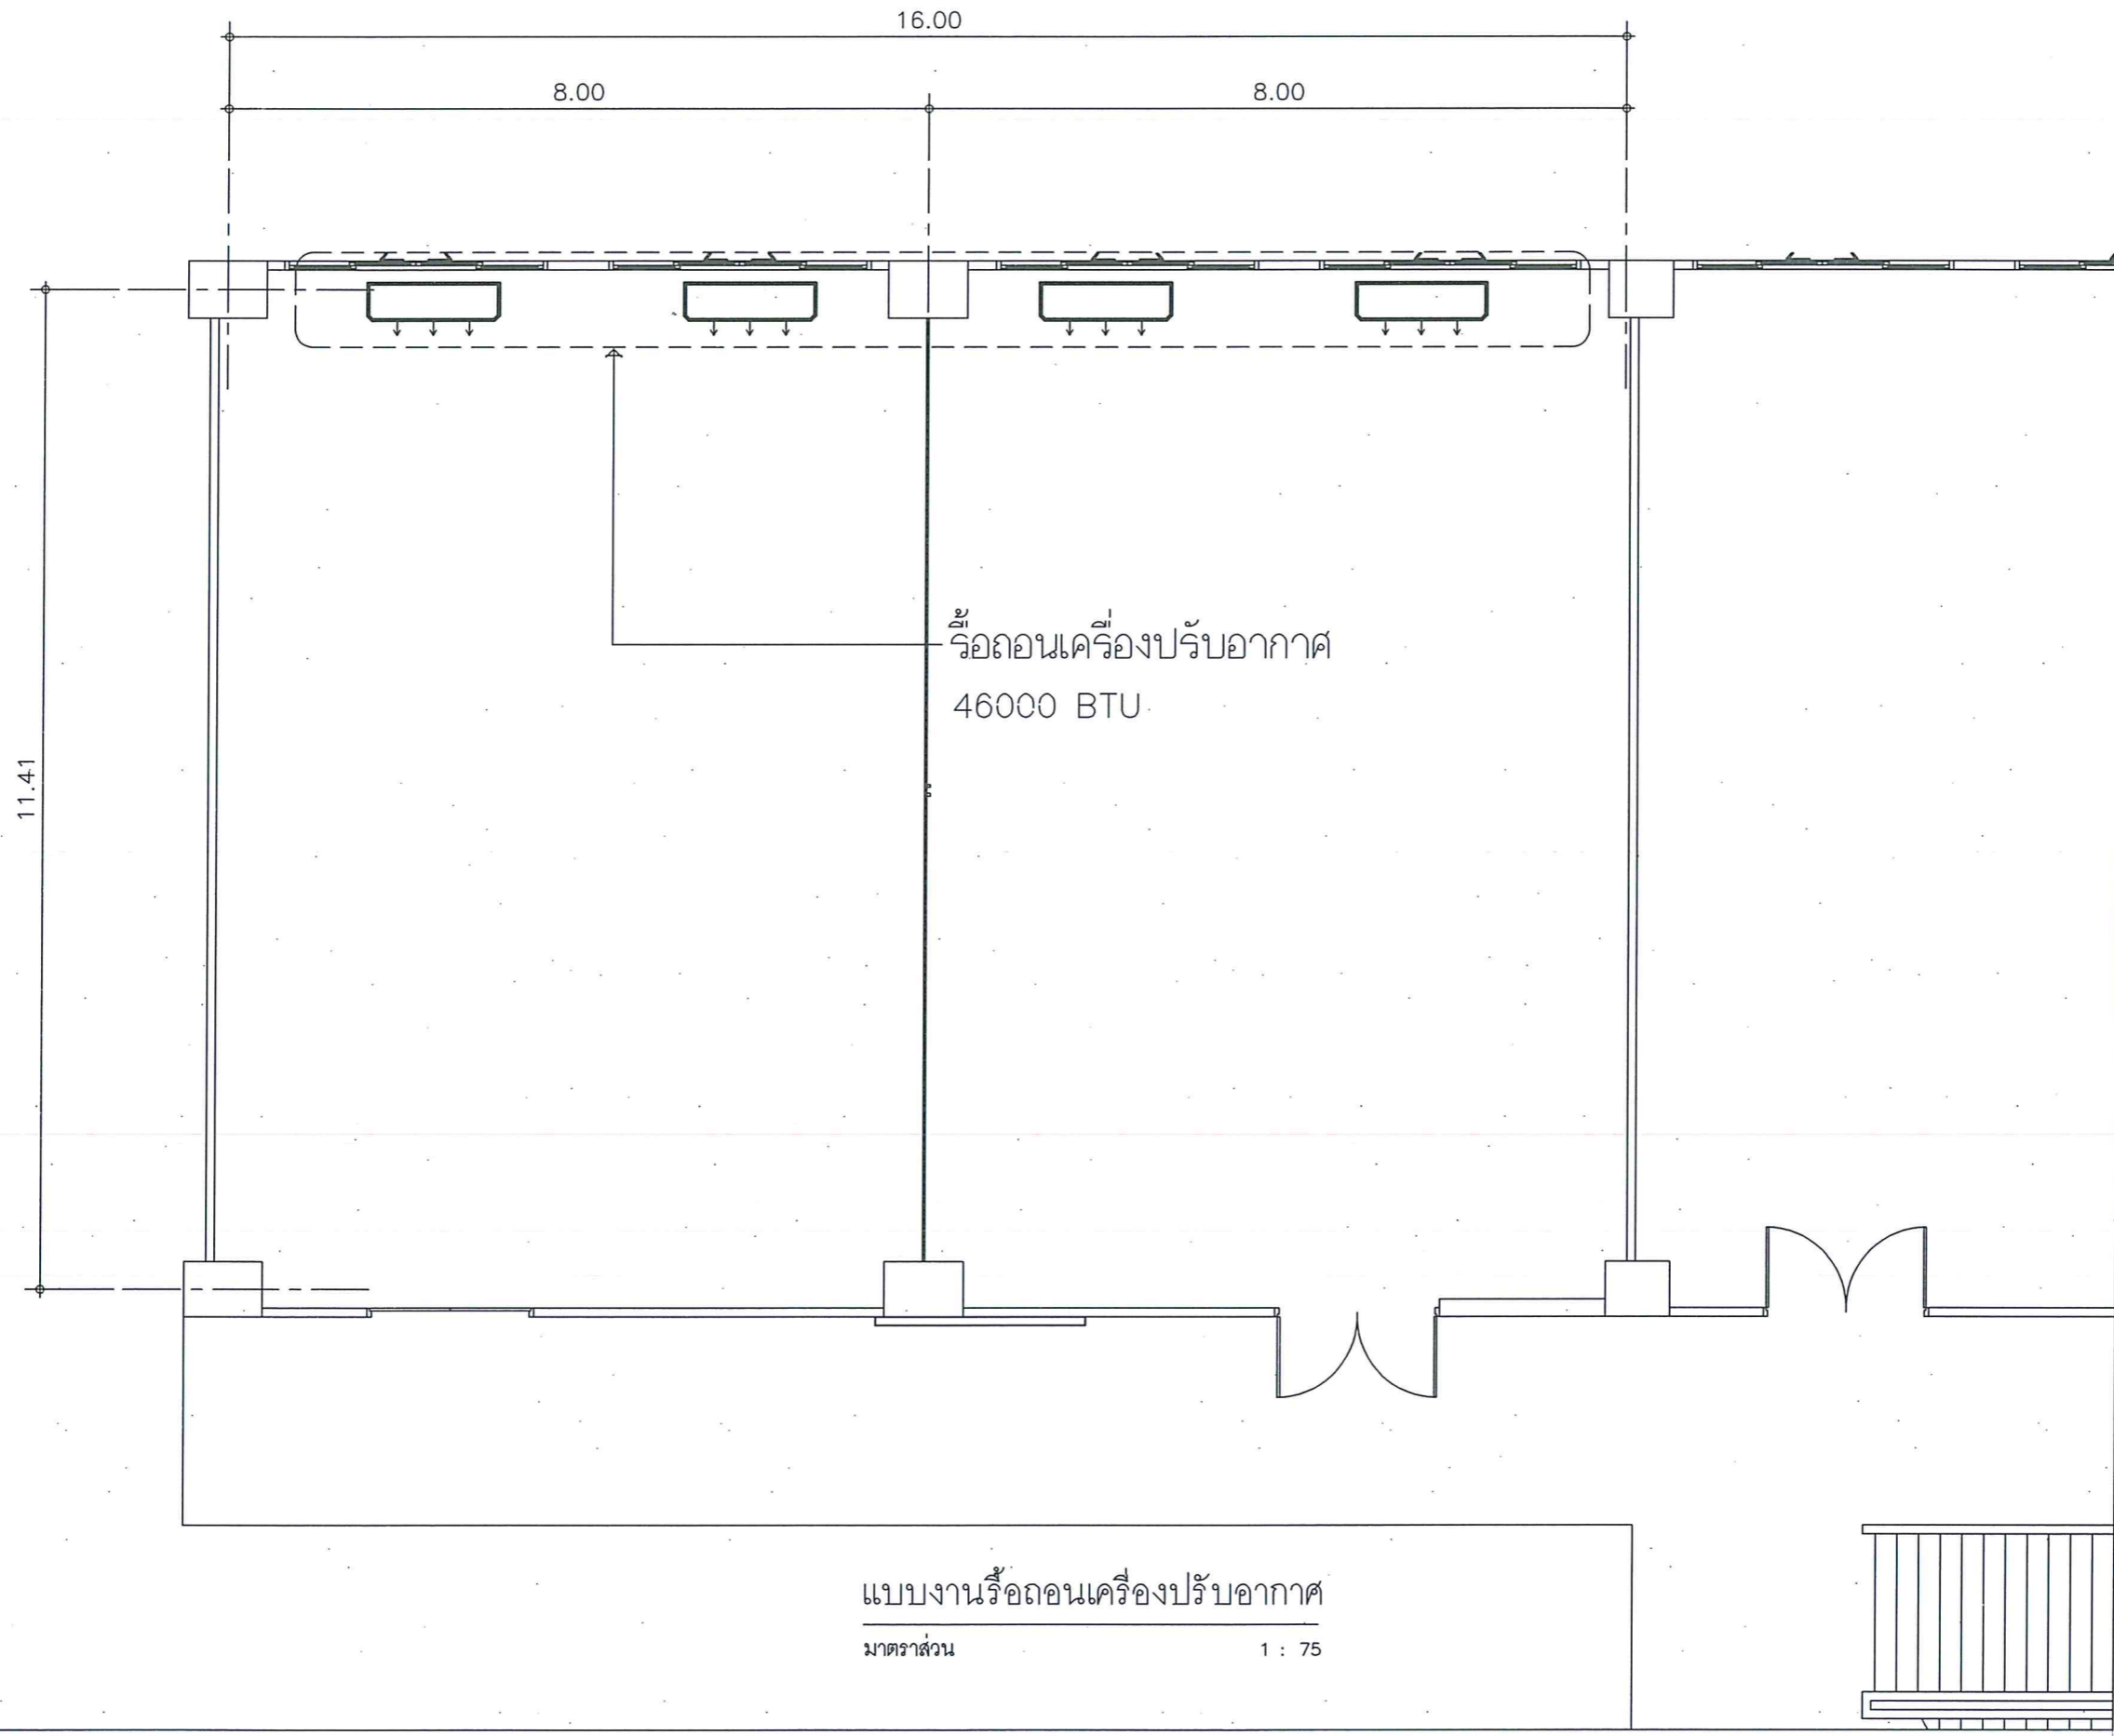 16.00
8.00
8.00
รื้อถอนเครื่องปรับอากาศ
46000 BTU
11.41
แบบงานรื้อถอนเครื่องปรับอากาศ
มาตราส่วน 1 : 75